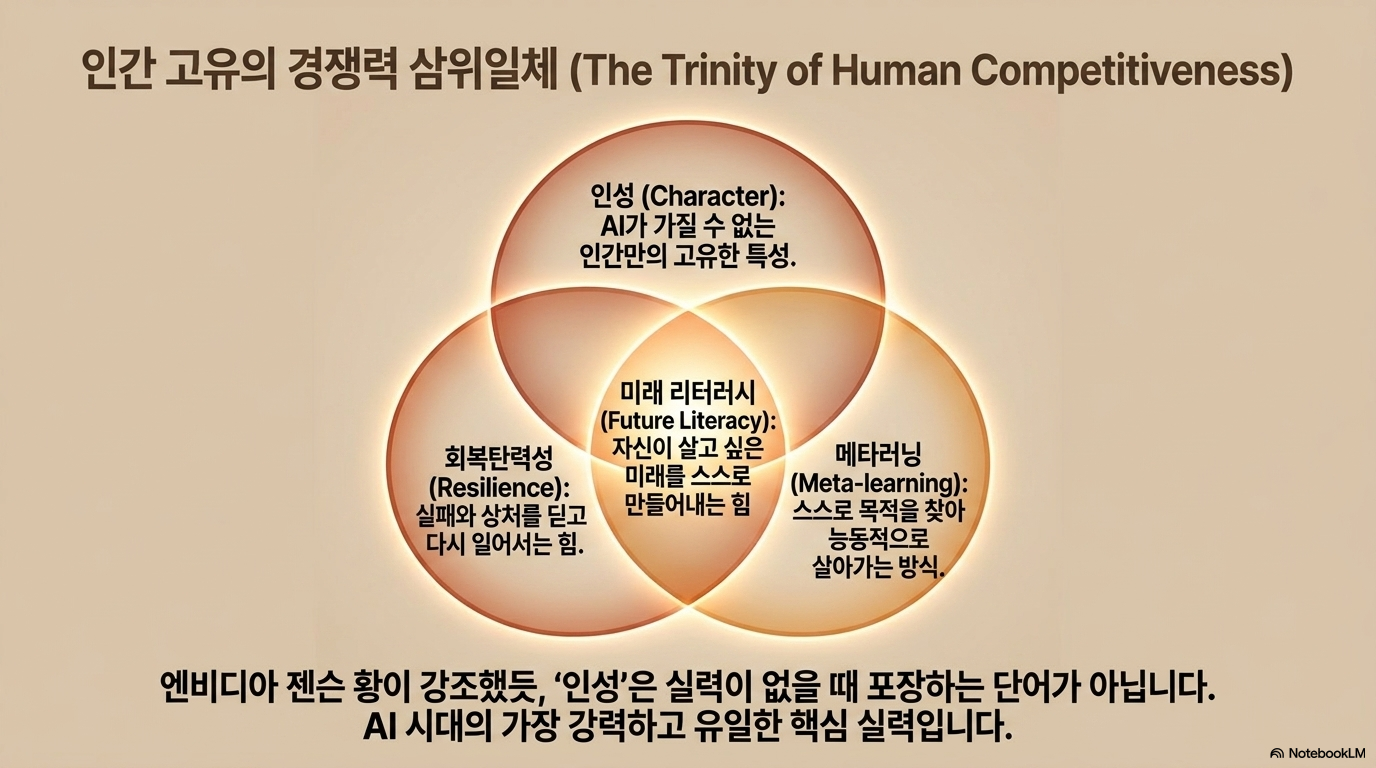 인간 고유의 경쟁력 삼위일체 (The Trinity of Human Competitiveness)
인성 (Character):
AI가 가질 수 없는
인간만의 고유한 특성.
미래 리터러시
(Future Literacy):
자신이 살고 싶은
미래를 스스로
만들어내는 힘
회복탄력성
(Resilience):
실패와 상처를 딛고
다시 일어서는 힘.
메타러닝
(Meta-learning):
스스로 목적을 찾아
능동적으로
살아가는 방식.
엔비디아 젠슨 황이 강조했듯, ‘인성’은 실력이 없을 때 포장하는 단어가 아닙니다.
AI 시대의 가장 강력하고 유일한 핵심 실력입니다.
NotebookLM